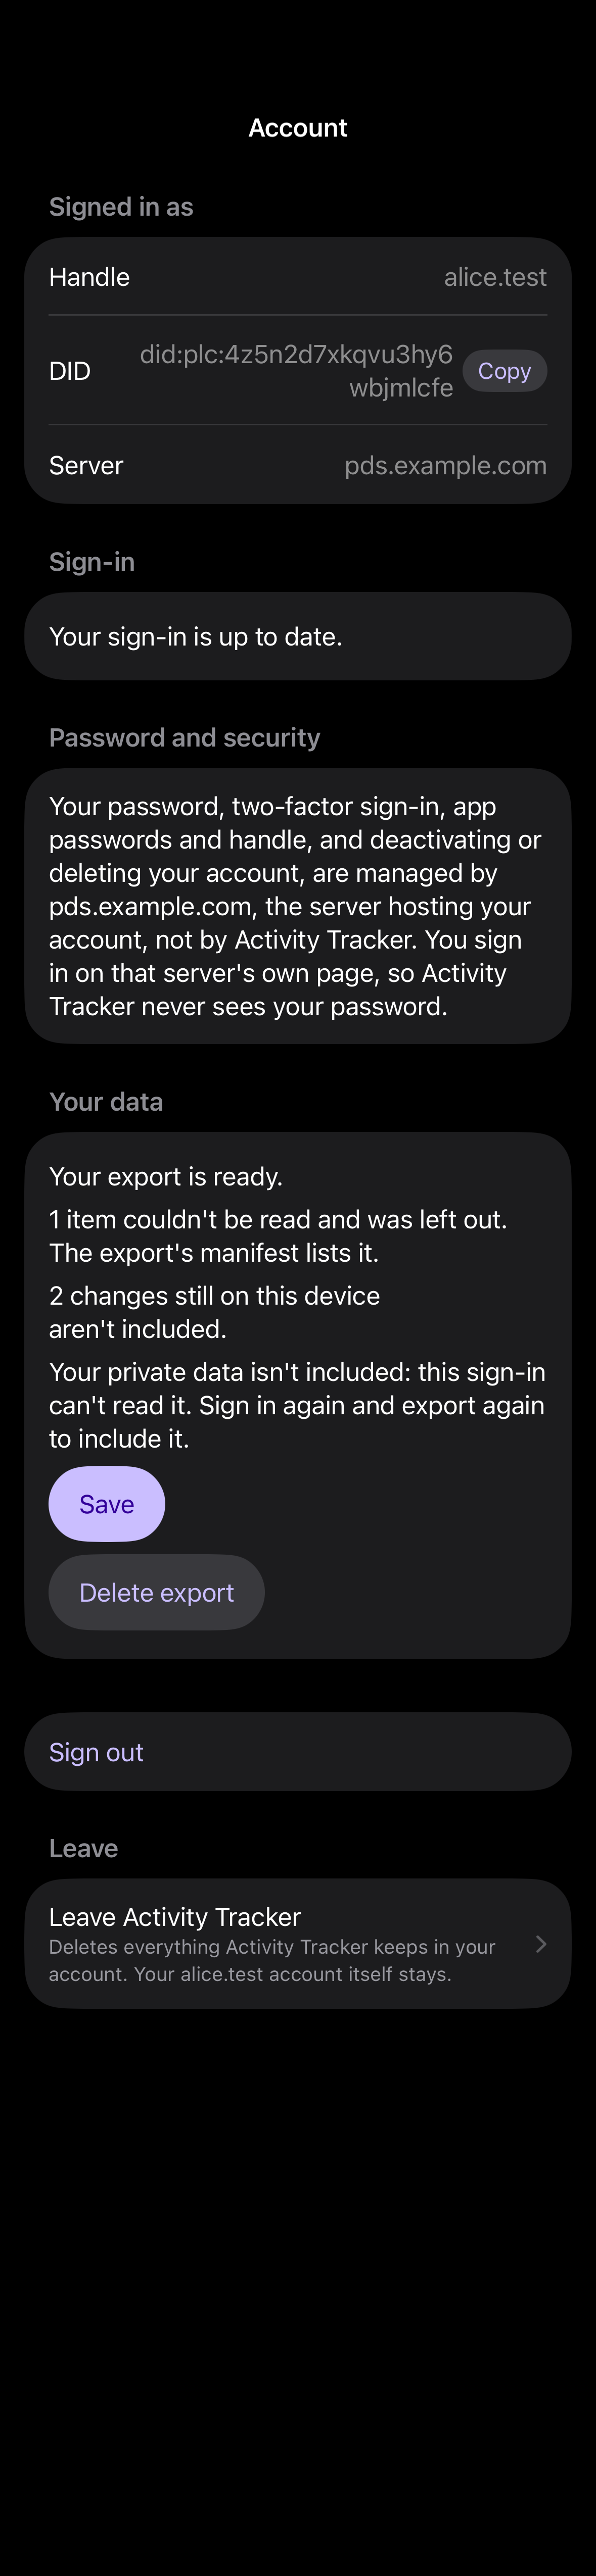 Account
Signed in as
Handle
alice.test
DID
did:plc:4z5n2d7xkqvu3hy6
wbjmlcfe
Copy
Server
pds.example.com
Sign-in
Your sign-in is up to date.
Password and security
Your password, two-factor sign-in, app
passwords and handle, and deactivating or
deleting your account, are managed by
pds.example.com, the server hosting your
account, not by Activity Tracker. You sign
in on that server's own page, so Activity
Tracker never sees your password.
Your data
Your export is ready.
1 item couldn't be read and was left out.
The export's manifest lists it.
2 changes still on this device
aren't included.
Your private data isn't included: this sign-in
can't read it. Sign in again and export again
to include it.
Save
Delete export
Sign out
Leave
Leave Activity Tracker
Deletes everything Activity Tracker keeps in your
account. Your alice.test account itself stays.